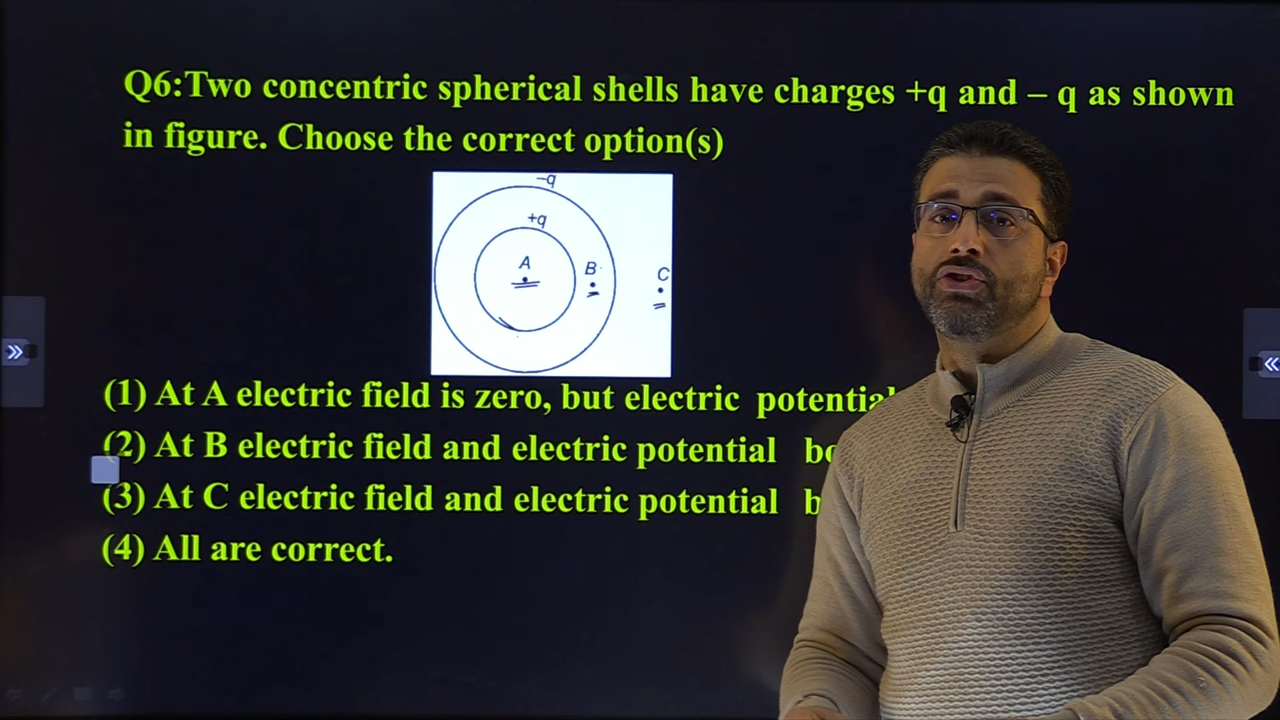 Q6:Two concentric spherical shells have charges +q and – q as shown
in figure. Choose the correct option(s)
–q
+q
A
B
C
(1) At A electric field is zero, but electric potential
(2) At B electric field and electric potential
(3) At C electric field and electric potential
(4) All are correct.